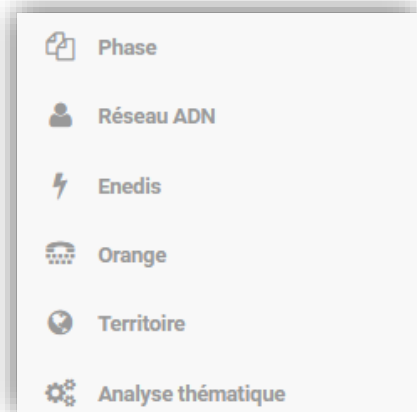 Phase
Réseau ADN
Enedis
Orange
Territoire
Analyse thématique